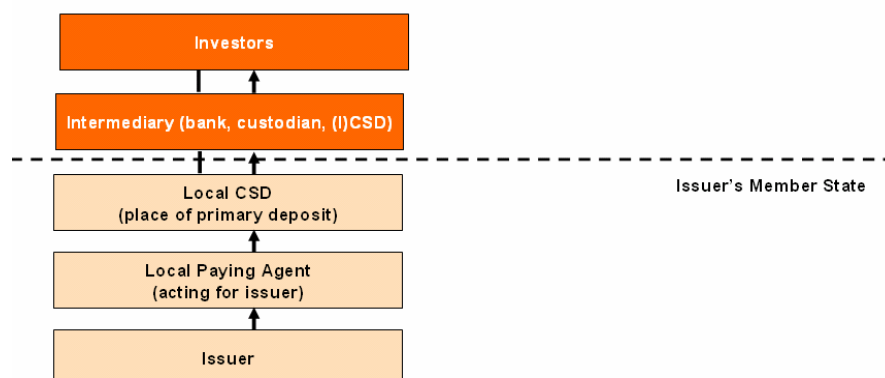 Investors
Intermediary (bank, custodian, (I)CSD)
Local CSD
(place of primary deposit)
Issuer's Member State
Local Paying Agent
(acting for issuer)
Issuer